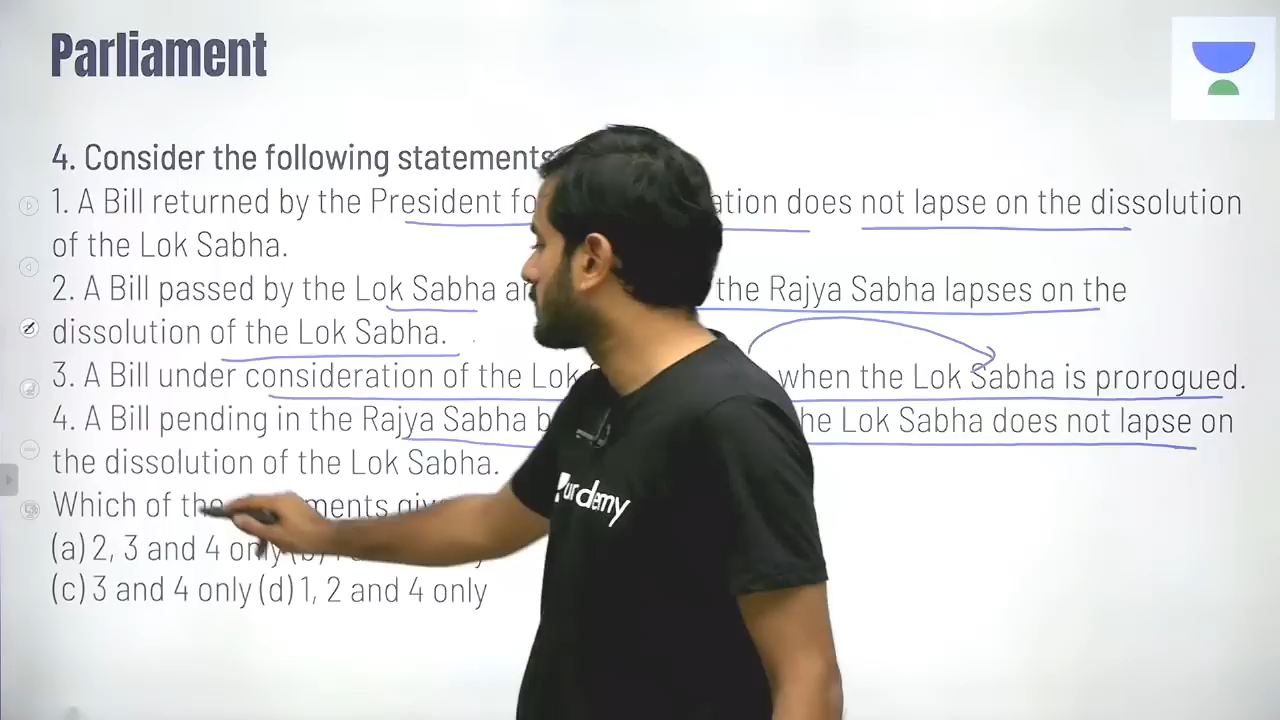 Parliament
4. Consider the following statements
1. A Bill returned by the President fo ation does not lapse on the dissolution
of the Lok Sabha.
2. A Bill passed by the Lok Sabha an the Rajya Sabha lapses on the
dissolution of the Lok Sabha.
3. A Bill under consideration of the Lok when the Lok Sabha is prorogued.
4. A Bill pending in the Rajya Sabha b he Lok Sabha does not lapse on
the dissolution of the Lok Sabha.
Which of the ments giv
(a) 2, 3 and 4 only (b)
(c) 3 and 4 only (d) 1, 2 and 4 only